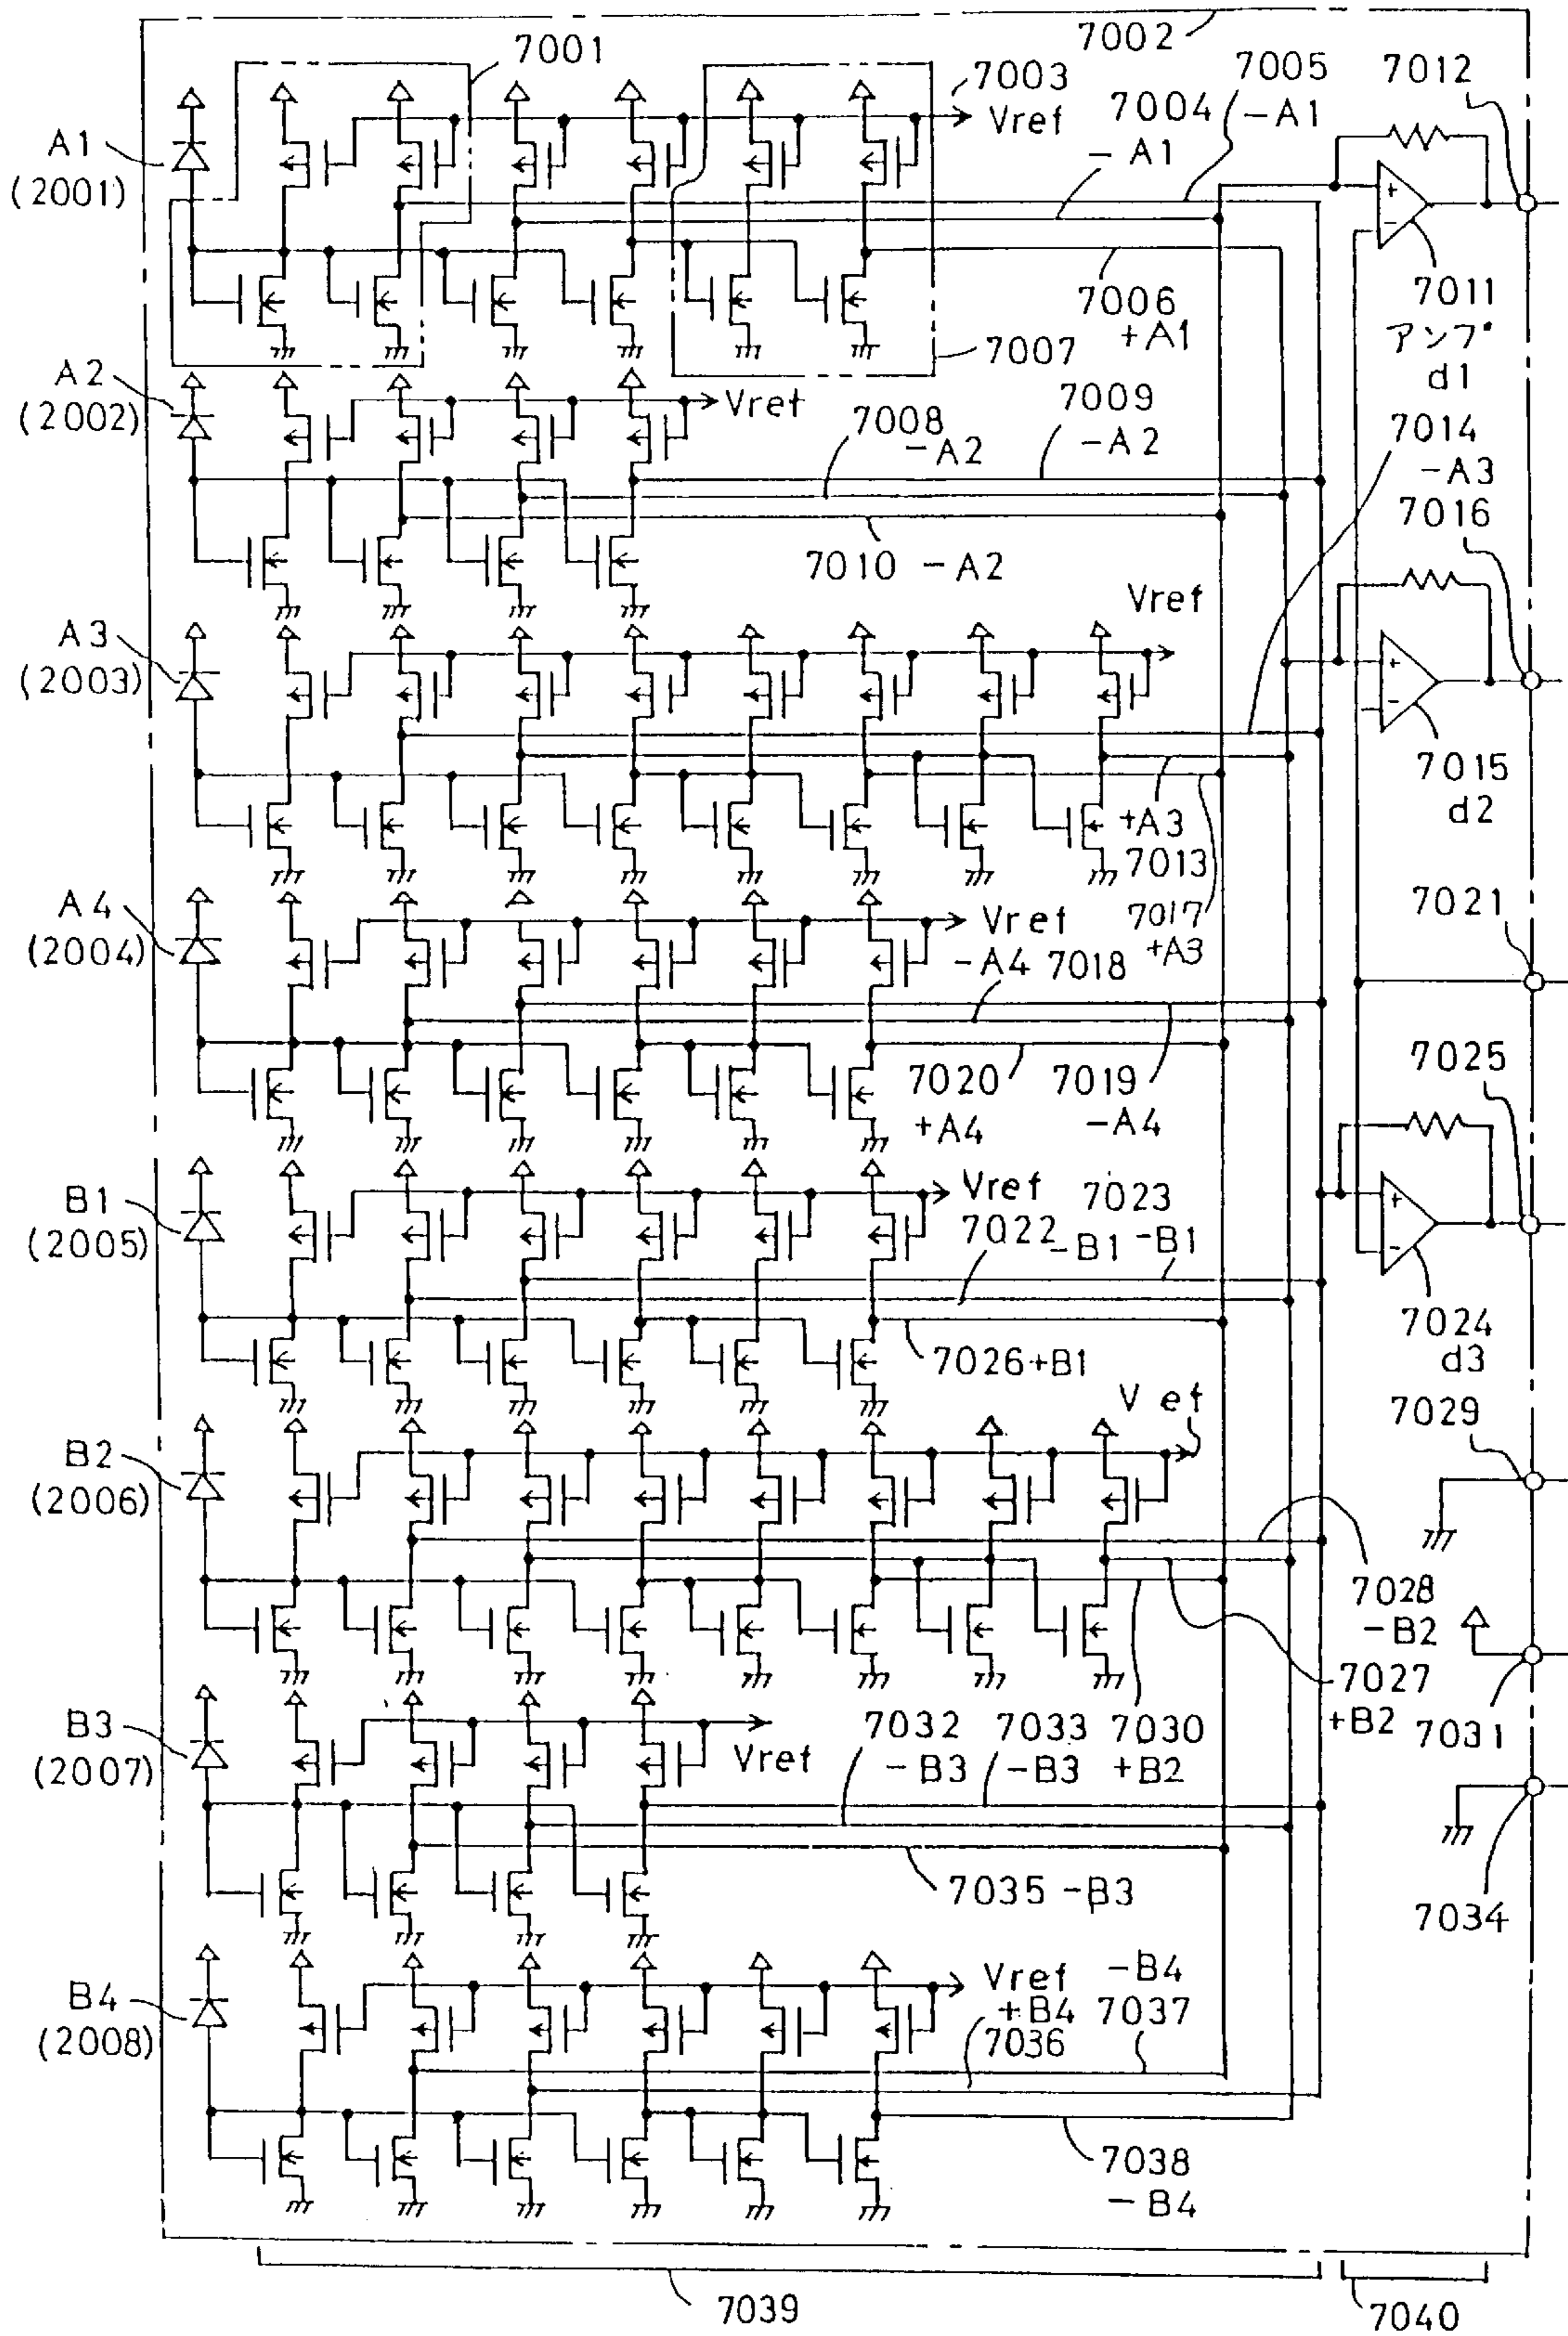 7001
7002
7003
Vref
7005
-A1
7004
-A1
7012
A1
(2001)
+
-
7011
アンプ
d1
7006
+A1
7007
A2
(2002)
Vref
7008
-A2
7009
-A2
7014
-A3
7016
7010 -A2
Vref
A3
(2003)
+
-
7015
d2
+A3
7013
7017
+A3
A4
(2004)
Vref
-A4 7018
7021
7020
+A4
7019
-A4
7025
B1
(2005)
Vref
7023
-B1
7022
-B1
+
-
7024
d3
7026+B1
V ef
7029
B2
(2006)
7028
-B2
7027
+B2
7031
B3
(2007)
Vref
7032
-B3
7033
-B3
7030
+B2
7034
7035 -B3
B4
(2008)
Vref
-B4
7037
+B4
7036
7038
-B4
7039
7040